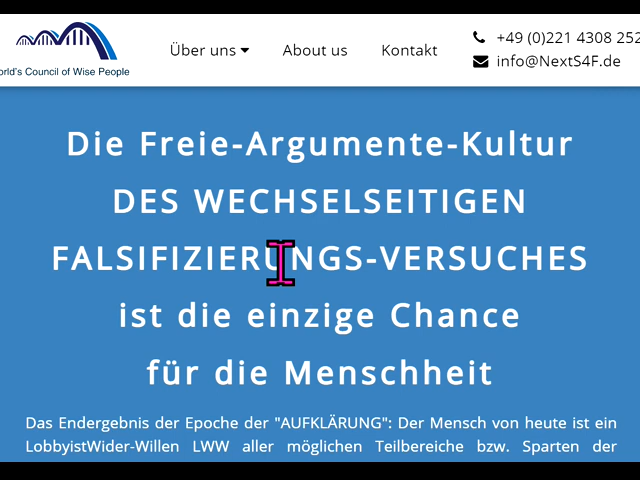 Über uns About us Kontakt
+49 (0)221 4308 252
info@NextS4F.de
orld's Council of Wise People
Die Freie-Argumente-Kultur
DES WECHSELSEITIGEN
FALSIFIZIERUNGS-VERSUCHES
ist die einzige Chance
für die Menschheit
Das Endergebnis der Epoche der "AUFKLÄRUNG": Der Mensch von heute ist ein
LobbyistWider-Willen LWW aller möglichen Teilbereiche bzw. Sparten der